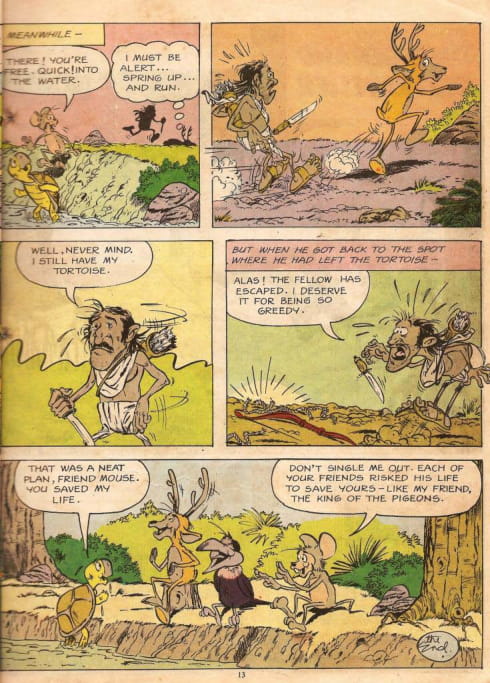 MEANWHILE -
THERE! YOU'RE
FREE. QUICK! INTO
THE WATER.
I MUST BE
ALERT...
SPRING UP...
AND RUN.
WELL, NEVER MIND.
I STILL HAVE MY
TORTOISE.
BUT WHEN HE GOT BACK TO THE SPOT
WHERE HE HAD LEFT THE TORTOISE -
ALAS! THE FELLOW HAS
ESCAPED. I DESERVE
IT FOR BEING SO
GREEDY.
THAT WAS A NEAT
PLAN, FRIEND MOUSE.
YOU SAVED MY
LIFE.
DON'T SINGLE ME OUT. EACH OF
YOUR FRIENDS RISKED HIS LIFE
TO SAVE YOURS - LIKE MY FRIEND,
THE KING OF THE PIGEONS.
the
End.
13